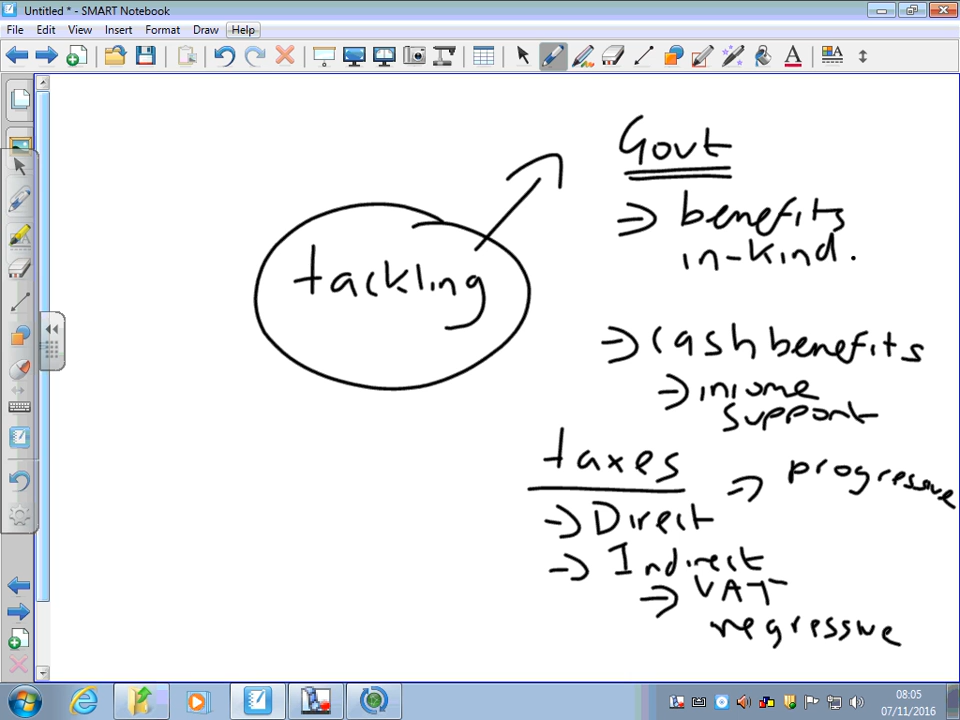 Untitled * - SMART Notebook
File Edit View Insert Format Draw Help
tackling
Govt
⇒ benefits
in-kind.
⇒ cash benefits
⇒ income
support
taxes
⇒ progressive
⇒ Direct
⇒ Indirect
⇒ VAT
regressive
08:05
07/11/2016